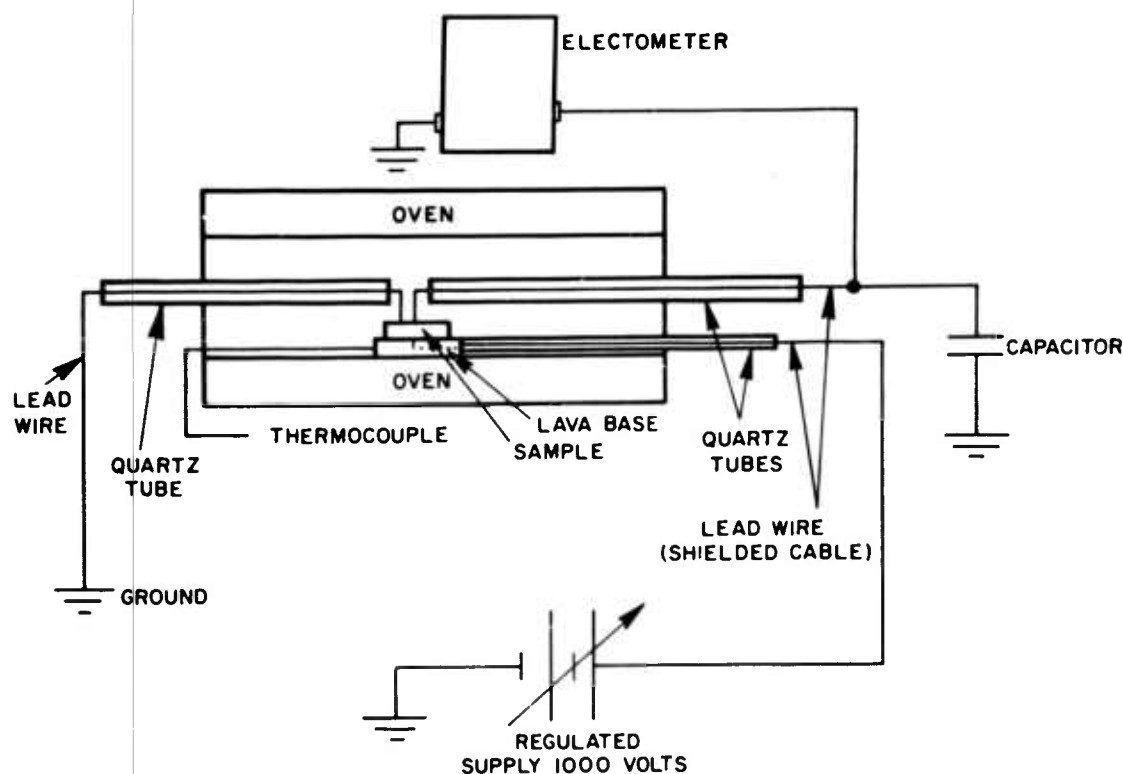 ELECTOMETER
OVEN
CAPACITOR
OVEN
LEAD
WIRE
THERMOCOUPLE
LAVA BASE
SAMPLE
QUARTZ
TUBE
QUARTZ
TUBES
LEAD WIRE
(SHIELDED CABLE)
GROUND
REGULATED
SUPPLY 1000 VOLTS